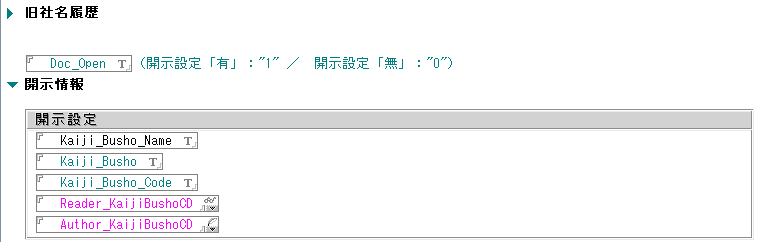 旧社名履歴
Doc_Open T (開示設定「有」:"1" / 開示設定「無」:"0")
開示情報
開示設定
Kaiji_Busho_Name T
Kaiji_Busho T
Kaiji_Busho_Code T
Reader_KaijiBushoCD
Author_KaijiBushoCD